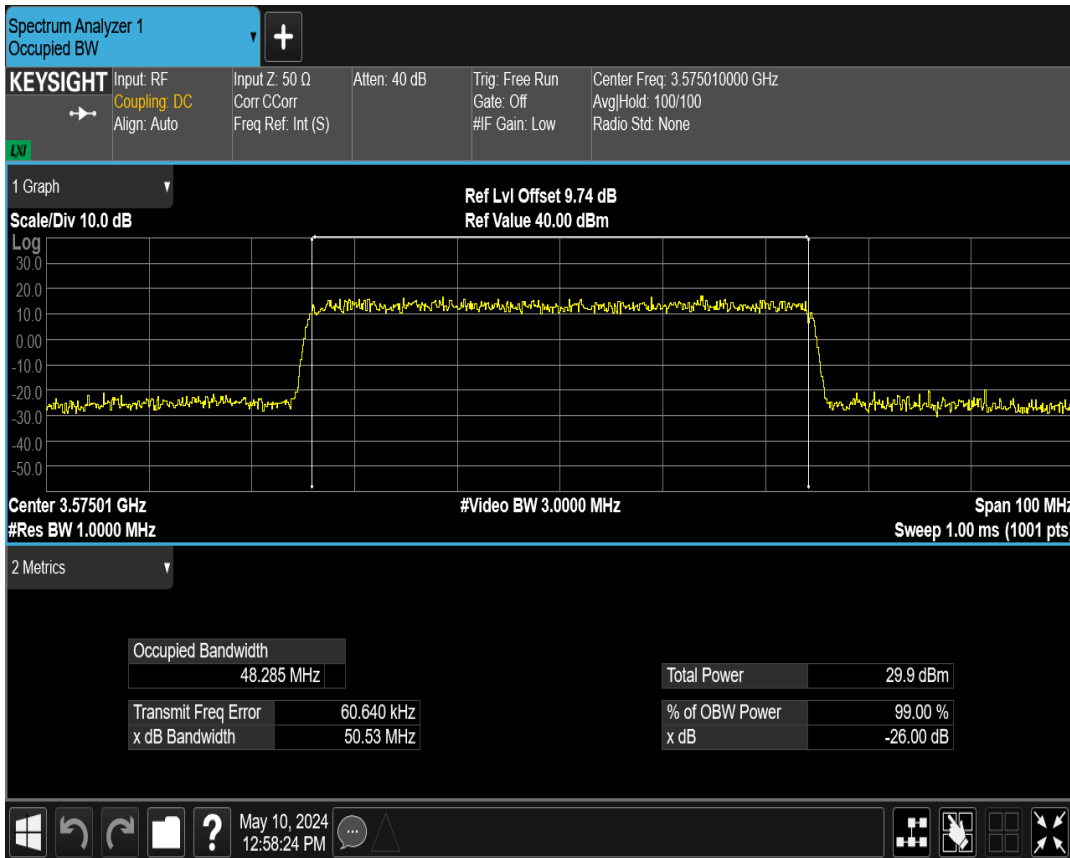 Spectrum Analyzer 1
Occupied BW
KEYSIGHT
LXI
Input: RF
Coupling: DC
Align: Auto
Input Z: 50 Ω
Corr CCorr
Freq Ref: Int (S)
Atten: 40 dB
Trig: Free Run
Gate: Off
#IF Gain: Low
Center Freq: 3.575010000 GHz
Avg|Hold: 100/100
Radio Std: None
1 Graph
Scale/Div 10.0 dB
Ref Lvl Offset 9.74 dB
Ref Value 40.00 dBm
Log
30.0
20.0
10.0
0.00
-10.0
-20.0
-30.0
-40.0
-50.0
Center 3.57501 GHz
#Video BW 3.0000 MHz
Span 100 MHz
#Res BW 1.0000 MHz
Sweep 1.00 ms (1001 pts)
2 Metrics
Occupied Bandwidth
48.285 MHz
Transmit Freq Error 60.640 kHz
x dB Bandwidth 50.53 MHz
Total Power 29.9 dBm
% of OBW Power 99.00 %
x dB -26.00 dB
May 10, 2024
12:58:24 PM